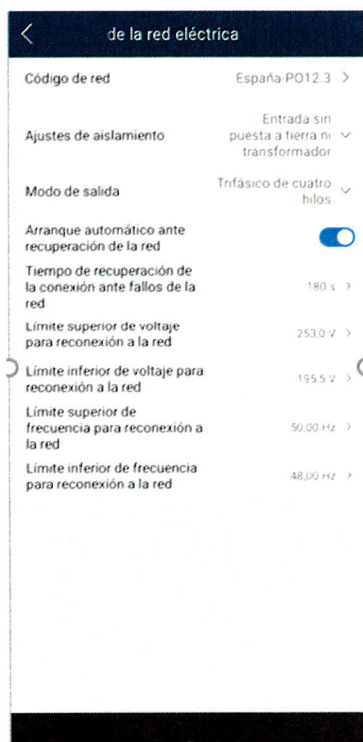 de la red eléctrica
Código de red
España-PO12.3
Ajustes de aislamiento
Entrada sin
puesta a tierra ni
transformador
Modo de salida
Trifásico de cuatro
hilos
Arranque automático ante
recuperación de la red
Tiempo de recuperación de
la conexión ante fallos de la
red
180 s
Límite superior de voltaje
para reconexión a la red
253.0 V
Límite inferior de voltaje para
reconexión a la red
195.5 V
Límite superior de
frecuencia para reconexión a
la red
50,00 Hz
Límite inferior de frecuencia
para reconexión a la red
48,00 Hz